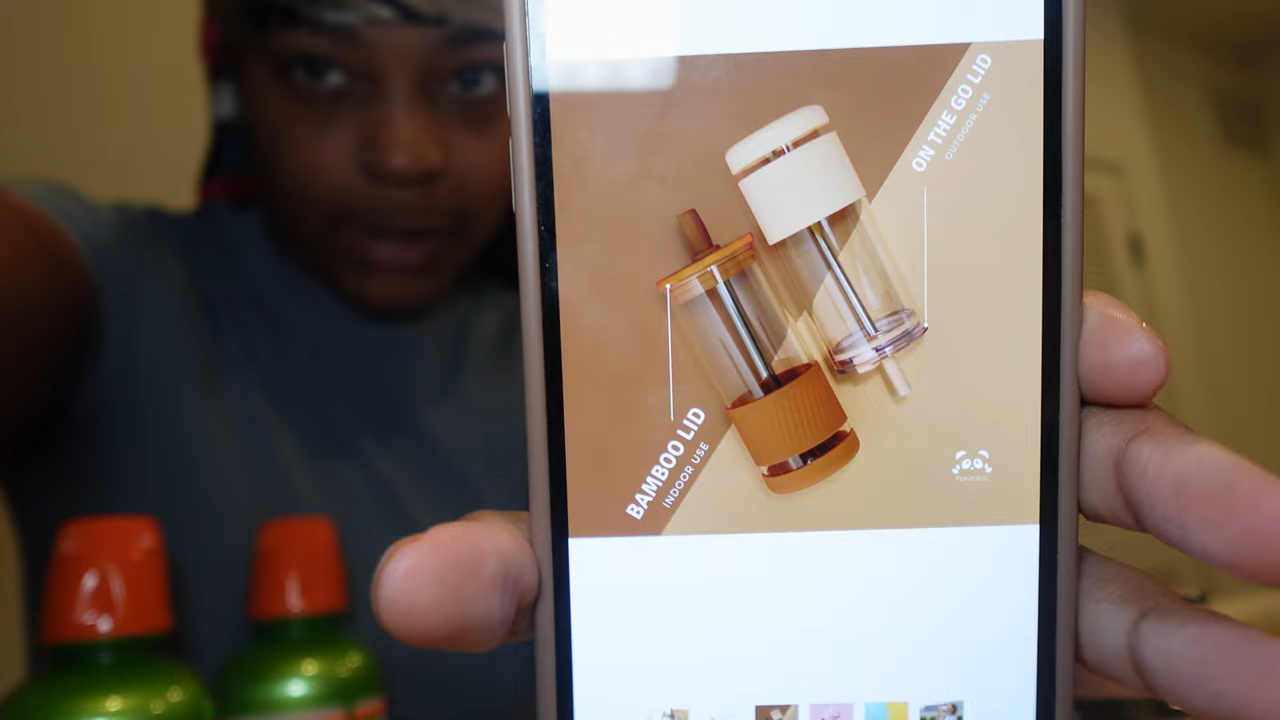 ON THE GO LID
OUTDOOR USE
BAMBOO LID
INDOOR USE